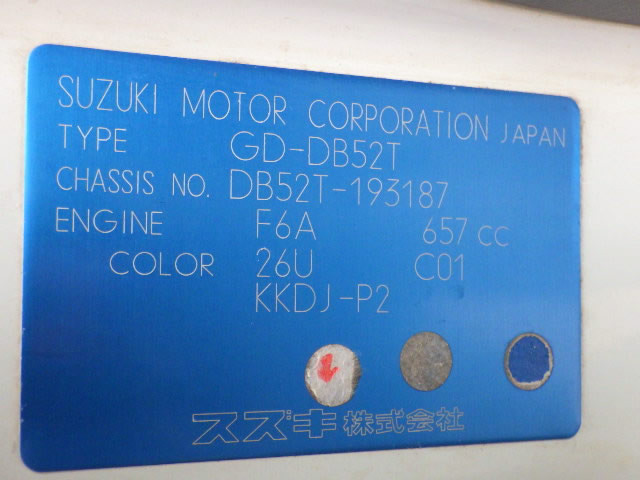 SUZUKI MOTOR CORPORATION JAPAN
TYPE GD-DB52T
CHASSIS NO. DB52T-193187
ENGINE F6A 657 cc
COLOR 26U C01
KKDJ-P2
スズキ株式会社